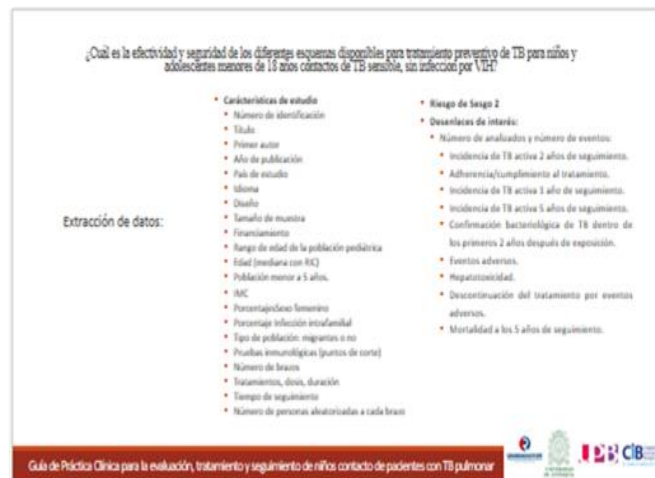 ¿Cuál es la efectividad y seguridad de los diferentes esquemas disponibles para tratamiento preventivo de TB para niños y
adolescentes menores de 18 años contactos de TB sensible, sin infección por VIH?
Extracción de datos:
• Carácterísticas de estudio
• Número de identificación
• Título
• Primer autor
• Año de publicación
• País de estudio
• Idioma
• Diseño
• Tamaño de muestra
• Financiamiento
• Rango de edad de la población pediátrica
• Edad (mediana con RIC)
• Población menor a 5 años.
• IMC
• PorcentajesSexo femenino
• Porcentaje Infección intrafamilial
• Tipo de población: migrantes o no
• Pruebas inmunológicas (puntos de corte)
• Número de brazos
• Tratamientos, dosis, duración
• Tiempo de seguimiento
• Número de personas aleatorizadas a cada brazo
• Riesgo de Sesgo 2
• Desenlaces de interés:
• Número de analizados y número de eventos:
• Incidencia de TB activa 2 años de seguimiento.
• Adherencia/cumplimiento al tratamiento.
• Incidencia de TB activa 1 año de seguimiento.
• Incidencia de TB activa 5 años de seguimiento.
• Confirmación bacteriológica de TB dentro de
los primeros 2 años después de exposición.
• Eventos adversos.
• Hepatotoxicidad.
• Descontinuación del tratamiento por eventos
adversos.
• Mortalidad a los 5 años de seguimiento.
Guía de Práctica Clínica para la evaluación, tratamiento y seguimiento de niños contacto de pacientes con TB pulmonar
UPB
CIB